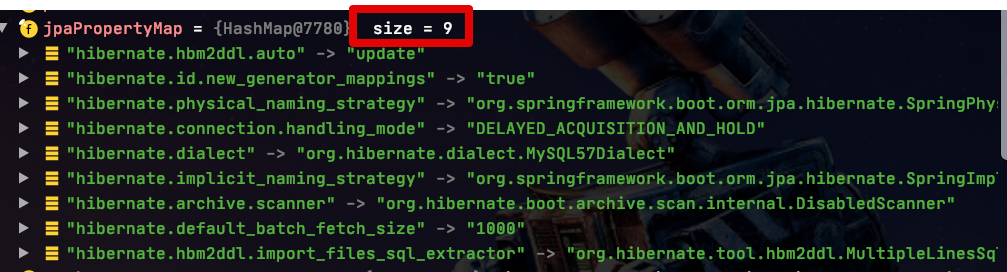 f jpaPropertyMap = {HashMap@7780} size = 9
"hibernate.hbm2ddl.auto" -> "update"
"hibernate.id.new_generator_mappings" -> "true"
"hibernate.physical_naming_strategy" -> "org.springframework.boot.orm.jpa.hibernate.SpringPhys
"hibernate.connection.handling_mode" -> "DELAYED_ACQUISITION_AND_HOLD"
"hibernate.dialect" -> "org.hibernate.dialect.MySQL57Dialect"
"hibernate.implicit_naming_strategy" -> "org.springframework.boot.orm.jpa.hibernate.SpringImpl
"hibernate.archive.scanner" -> "org.hibernate.boot.archive.scan.internal.DisabledScanner"
"hibernate.default_batch_fetch_size" -> "1000"
"hibernate.hbm2ddl.import_files_sql_extractor" -> "org.hibernate.tool.hbm2ddl.MultipleLinesSq